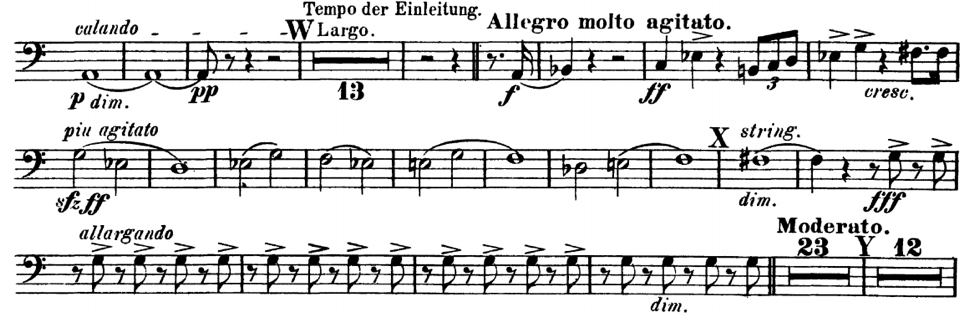 Tempo der Einleitung.
calando W Largo. Allegro molto agitato.
p dim. pp 13 f ff 3 cresc.
piu agitato X string.
sfz ff dim. fff
allargando Moderato.
23 Y 12
dim.